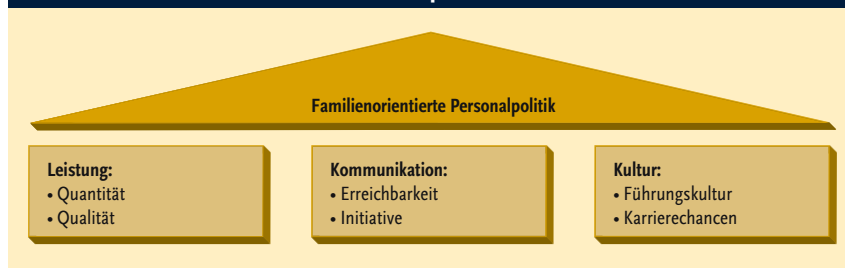 Familienorientierte Personalpolitik
Leistung:
• Quantität
• Qualität
Kommunikation:
• Erreichbarkeit
• Initiative
Kultur:
• Führungskultur
• Karrierechancen